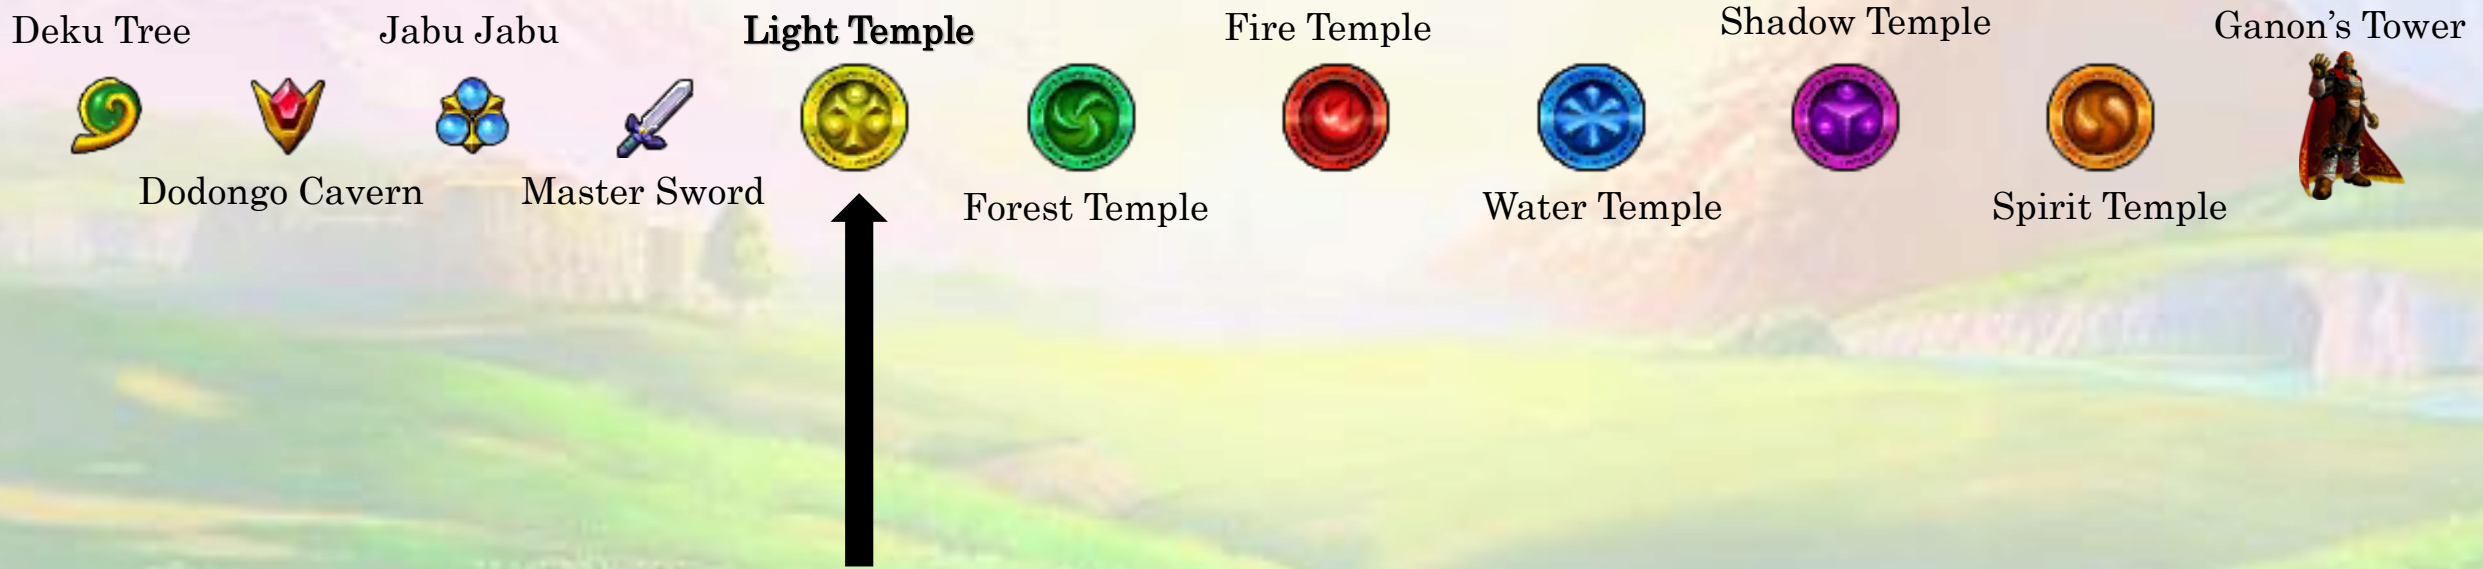 Deku Tree
Dodongo Cavern
Jabu Jabu
Master Sword
Light Temple
Forest Temple
Fire Temple
Water Temple
Shadow Temple
Spirit Temple
Ganon's Tower